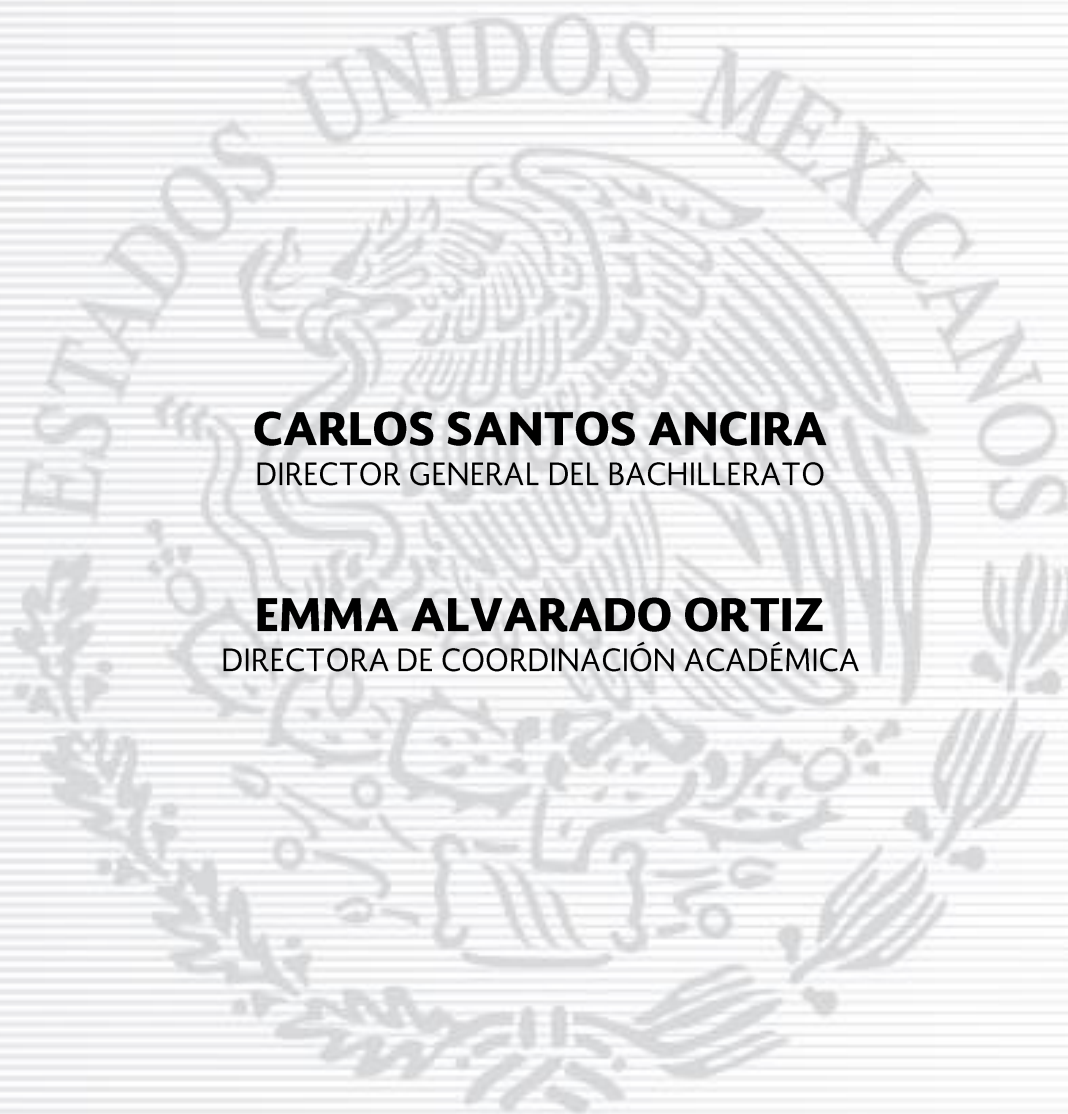 ESTADOS UNIDOS MEXICANOS
CARLOS SANTOS ANCIRA
DIRECTOR GENERAL DEL BACHILLERATO
EMMA ALVARADO ORTIZ
DIRECTORA DE COORDINACIÓN ACADÉMICA